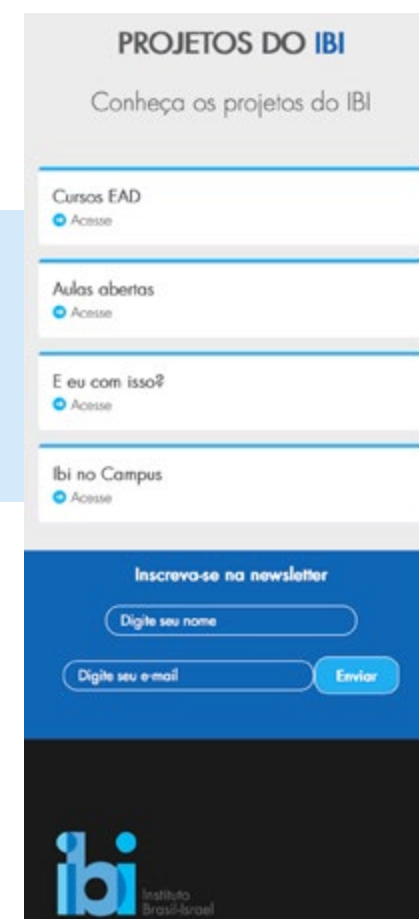 PROJETOS DO IBI
Conheça os projetos do IBI
Cursos EAD
Acesse
Aulas abertas
Acesse
E eu com isso?
Acesse
Ibi no Campus
Acesse
Inscreva-se na newsletter
Digite seu nome
Digite seu e-mail
Enviar
ibi
Instituto
Brasil-Israel